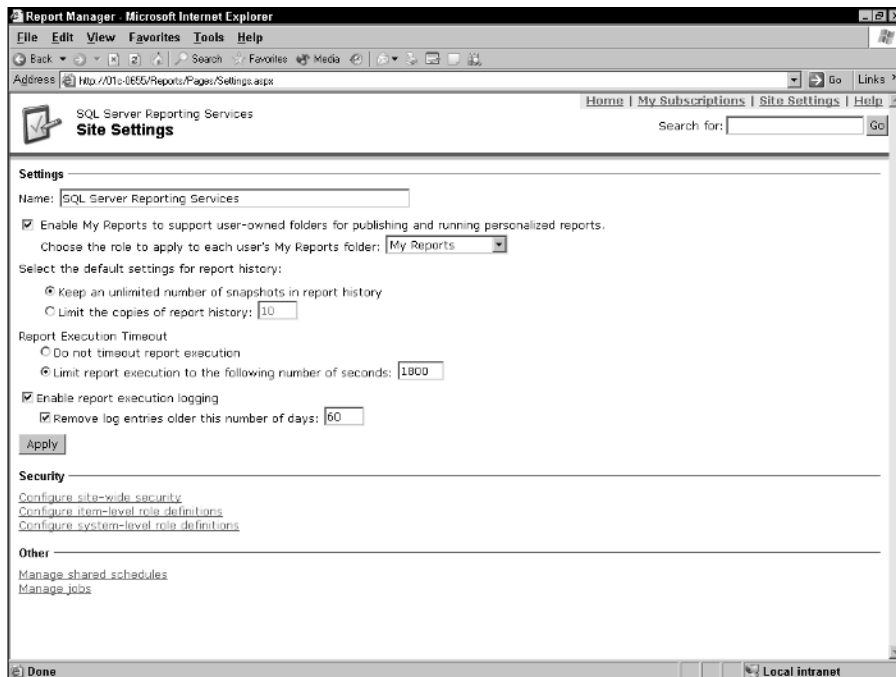 Report Manager - Microsoft Internet Explorer
File Edit View Favorites Tools Help
Back Search Favorites Media
Address http://01c-0655/Reports/Pages/Settings.aspx Go Links
Home | My Subscriptions | Site Settings | Help
SQL Server Reporting Services
Site Settings
Search for: Go
Settings
Name: SQL Server Reporting Services
Enable My Reports to support user-owned folders for publishing and running personalized reports.
Choose the role to apply to each user's My Reports folder: My Reports
Select the default settings for report history:
Keep an unlimited number of snapshots in report history
Limit the copies of report history: 10
Report Execution Timeout
Do not timeout report execution
Limit report execution to the following number of seconds: 1800
Enable report execution logging
Remove log entries older this number of days: 60
Apply
Security
Configure site-wide security
Configure item-level role definitions
Configure system-level role definitions
Other
Manage shared schedules
Manage jobs
Done Local intranet